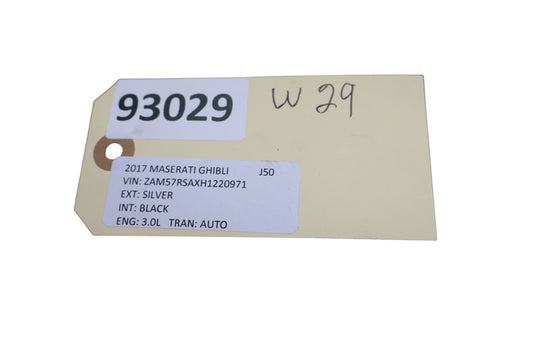 93029
W 29
2017 MASERATI GHIBLI J50
VIN: ZAM57RSAXH1220971
EXT: SILVER
INT: BLACK
ENG: 3.0L TRAN: AUTO